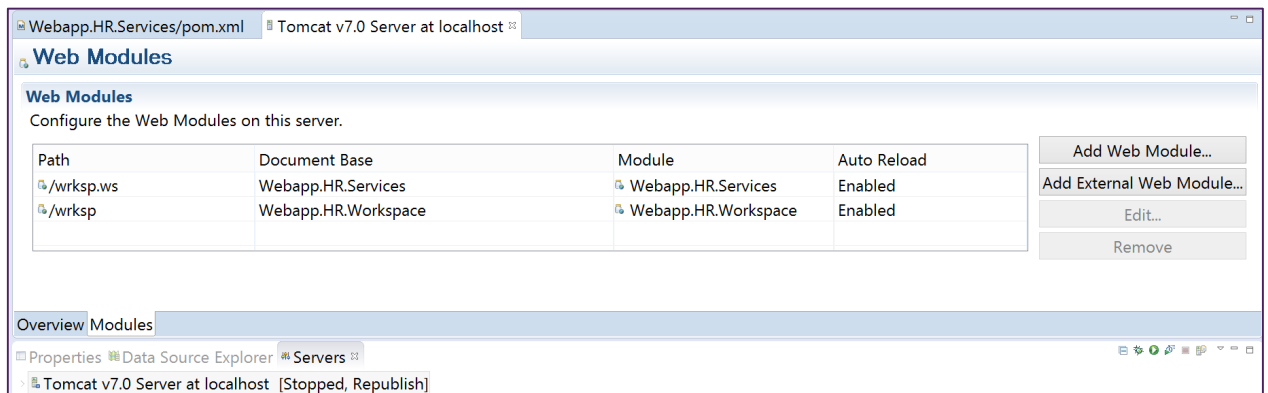 Webapp.HR.Services/pom.xml Tomcat v7.0 Server at localhost
Web Modules
Web Modules
Configure the Web Modules on this server.
Path Document Base Module Auto Reload Add Web Module...
/wrksp.ws Webapp.HR.Services Webapp.HR.Services Enabled Add External Web Module...
/wrksp Webapp.HR.Workspace Webapp.HR.Workspace Enabled Edit...
Remove
Overview Modules
Properties Data Source Explorer Servers
Tomcat v7.0 Server at localhost [Stopped, Republish]